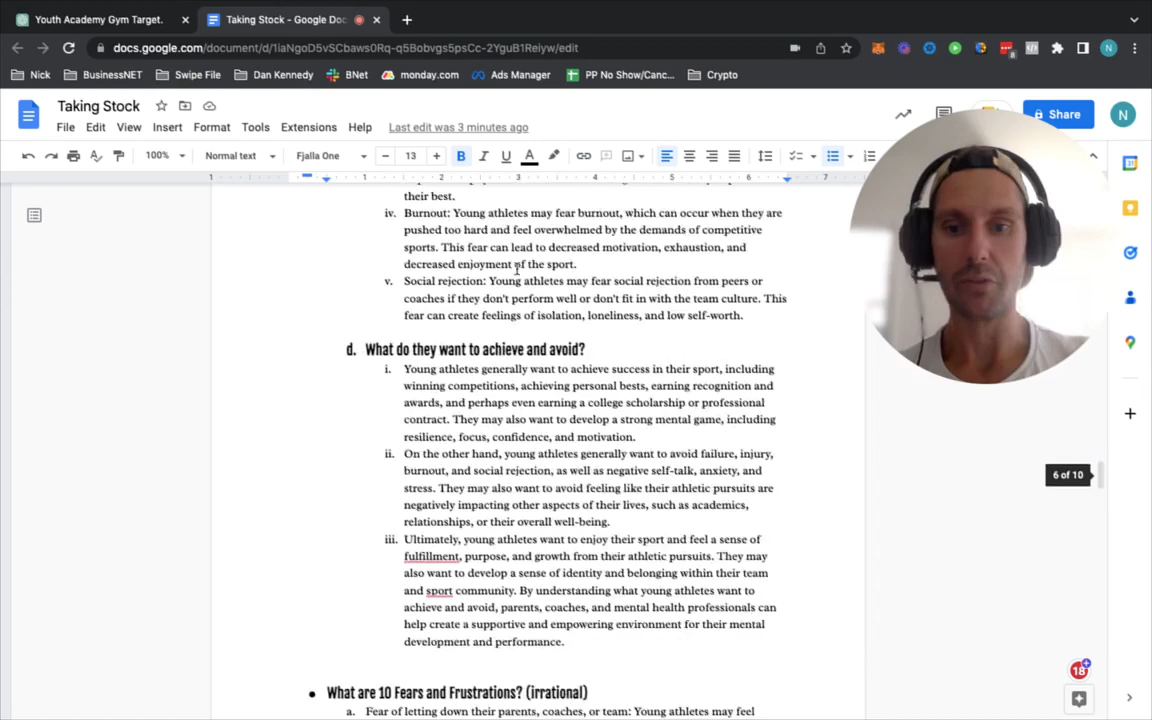 Youth Academy Gym Target.
Taking Stock - Google Doc
docs.google.com/document/d/1iaNgoD5vSCbaws0Rq-q5Bobvgs5psCc-2YguB1Reiyw/edit
8
N
Nick BusinessNET Swipe File Dan Kennedy BNet monday.com Ads Manager PP No Show/Canc... Crypto
Taking Stock
Share
N
File Edit View Insert Format Tools Extensions Help Last edit was 3 minutes ago
100% Normal text Fjalla One 13 B I U A
1 1 2 3 4 5 6 7
their best.
iv. Burnout: Young athletes may fear burnout, which can occur when they are
pushed too hard and feel overwhelmed by the demands of competitive
sports. This fear can lead to decreased motivation, exhaustion, and
decreased enjoyment of the sport.
v. Social rejection: Young athletes may fear social rejection from peers or
coaches if they don't perform well or don't fit in with the team culture. This
fear can create feelings of isolation, loneliness, and low self-worth.
d. What do they want to achieve and avoid?
i. Young athletes generally want to achieve success in their sport, including
winning competitions, achieving personal bests, earning recognition and
awards, and perhaps even earning a college scholarship or professional
contract. They may also want to develop a strong mental game, including
resilience, focus, confidence, and motivation.
ii. On the other hand, young athletes generally want to avoid failure, injury,
burnout, and social rejection, as well as negative self-talk, anxiety, and
stress. They may also want to avoid feeling like their athletic pursuits are
negatively impacting other aspects of their lives, such as academics,
relationships, or their overall well-being.
6 of 10
iii. Ultimately, young athletes want to enjoy their sport and feel a sense of
fulfillment, purpose, and growth from their athletic pursuits. They may
also want to develop a sense of identity and belonging within their team
and sport community. By understanding what young athletes want to
achieve and avoid, parents, coaches, and mental health professionals can
help create a supportive and empowering environment for their mental
development and performance.
18
• What are 10 Fears and Frustrations? (irrational)
a. Fear of letting down their parents, coaches, or team: Young athletes may feel